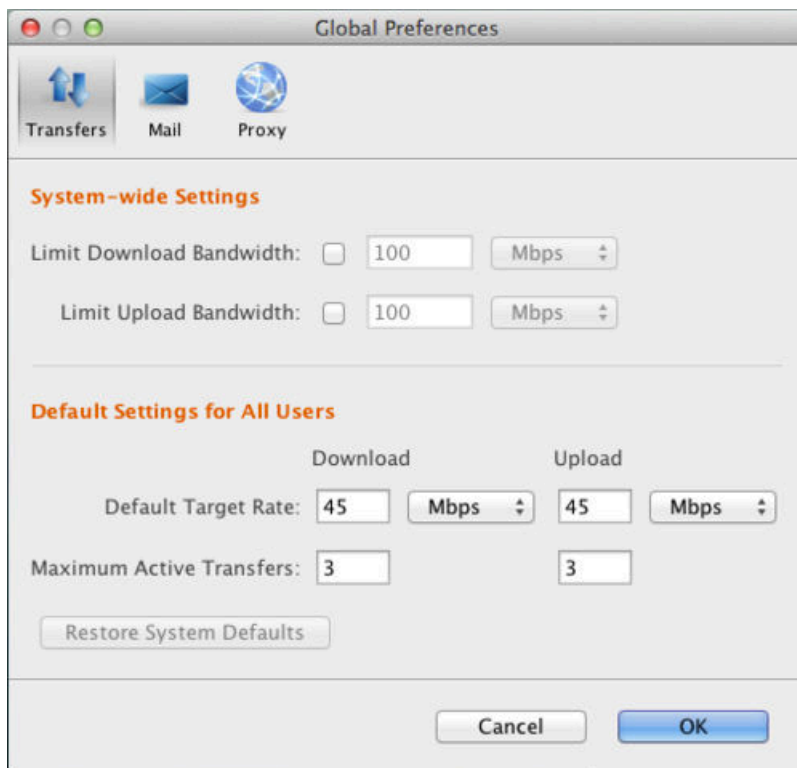 Global Preferences
Transfers Mail Proxy
System-wide Settings
Limit Download Bandwidth: 100 Mbps
Limit Upload Bandwidth: 100 Mbps
Default Settings for All Users
Download Upload
Default Target Rate: 45 Mbps 45 Mbps
Maximum Active Transfers: 3 3
Restore System Defaults
Cancel OK